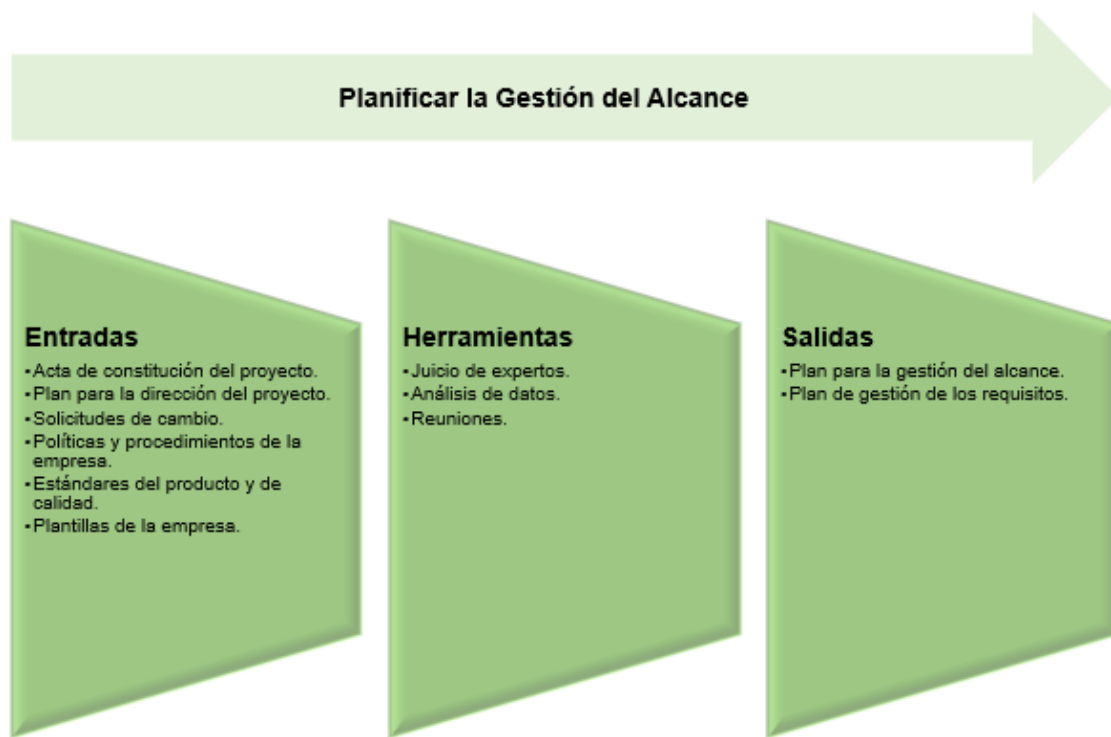 Planificar la Gestión del Alcance
Entradas
▪Acta de constitución del proyecto.
▪Plan para la dirección del proyecto.
▪Solicitudes de cambio.
▪Políticas y procedimientos de la
empresa.
▪Estándares del producto y de
calidad.
▪Plantillas de la empresa.
Herramientas
▪Juicio de expertos.
▪Análisis de datos.
▪Reuniones.
Salidas
▪Plan para la gestión del alcance.
▪Plan de gestión de los requisitos.